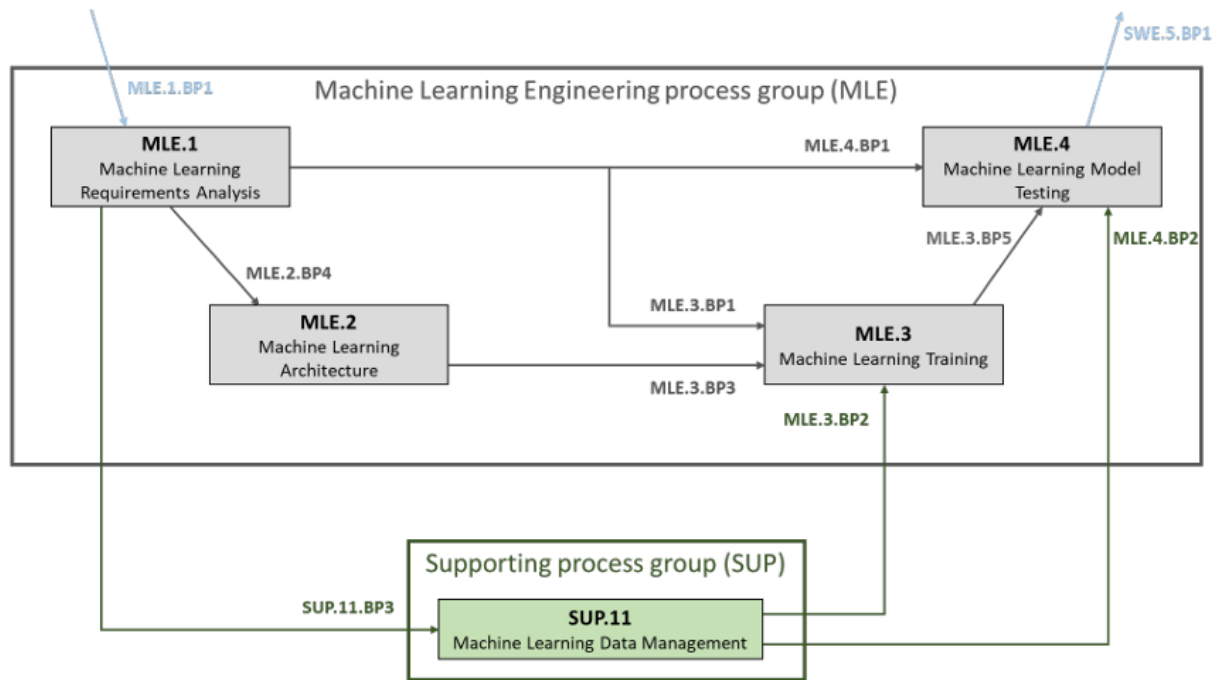 SWE.5.BP1
MLE.1.BP1
Machine Learning Engineering process group (MLE)
MLE.1
Machine Learning
Requirements Analysis
MLE.4.BP1
MLE.4
Machine Learning Model
Testing
MLE.2.BP4
MLE.3.BP5
MLE.4.BP2
MLE.2
Machine Learning
Architecture
MLE.3.BP1
MLE.3
Machine Learning Training
MLE.3.BP3
MLE.3.BP2
Supporting process group (SUP)
SUP.11.BP3
SUP.11
Machine Learning Data Management